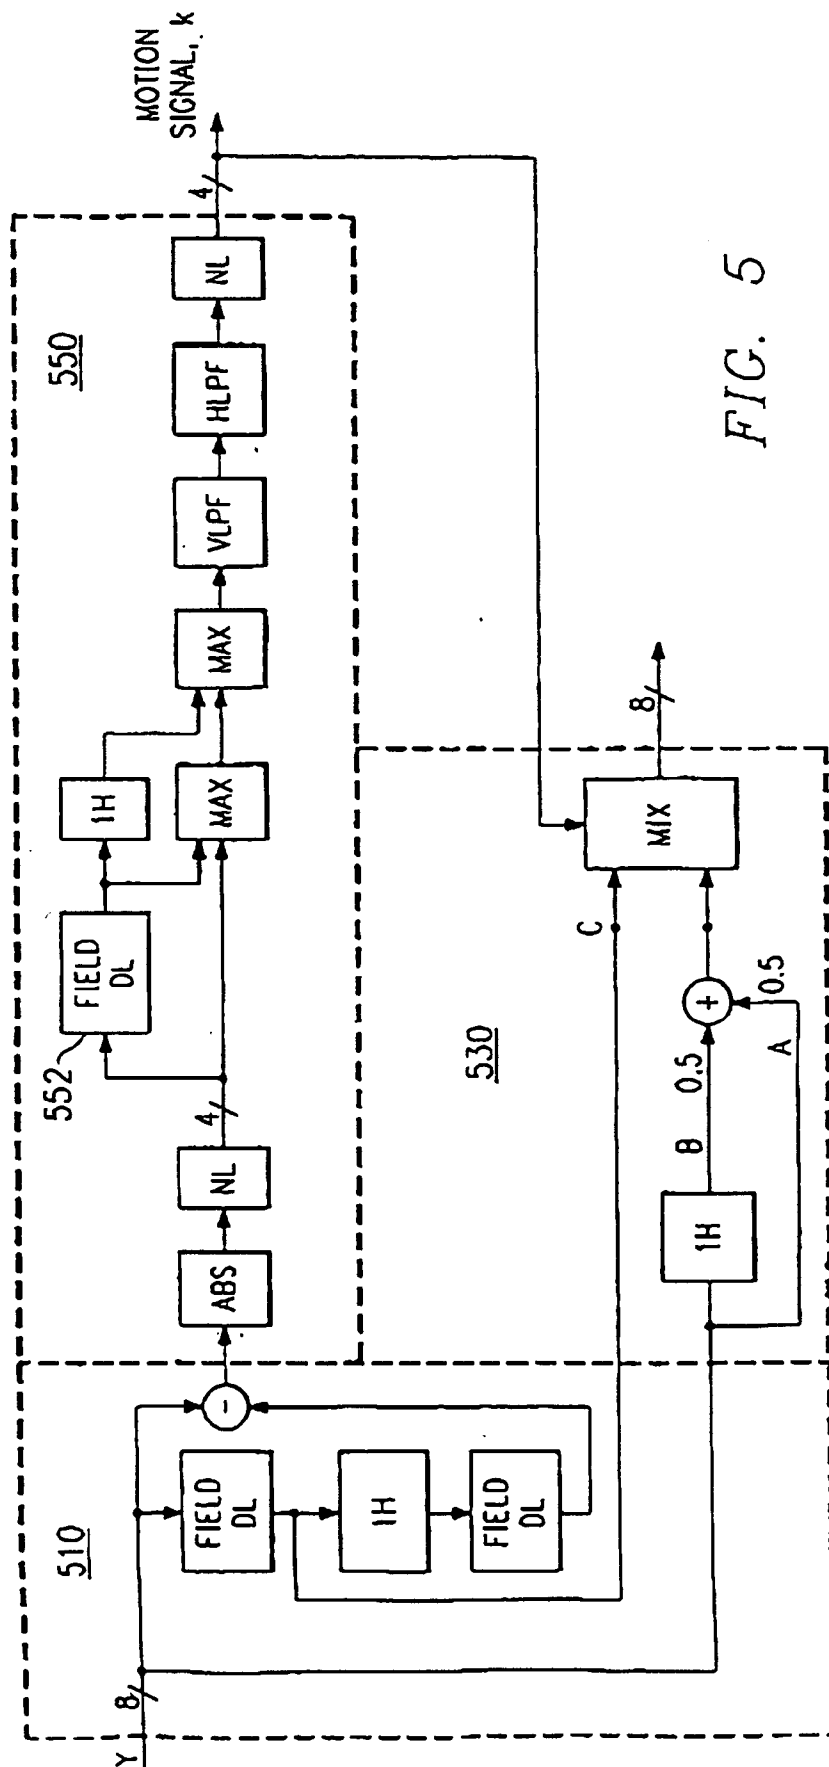 MOTION
SIGNAL, k
550
4
NL
HLPF
VLPF
MAX
1H
MAX
FIELD
DL
552
4
NL
ABS
-
510
FIELD
DL
1H
FIELD
DL
8
Y
530
8
MIX
C
+
0.5
0.5
B
A
1H
FIG. 5